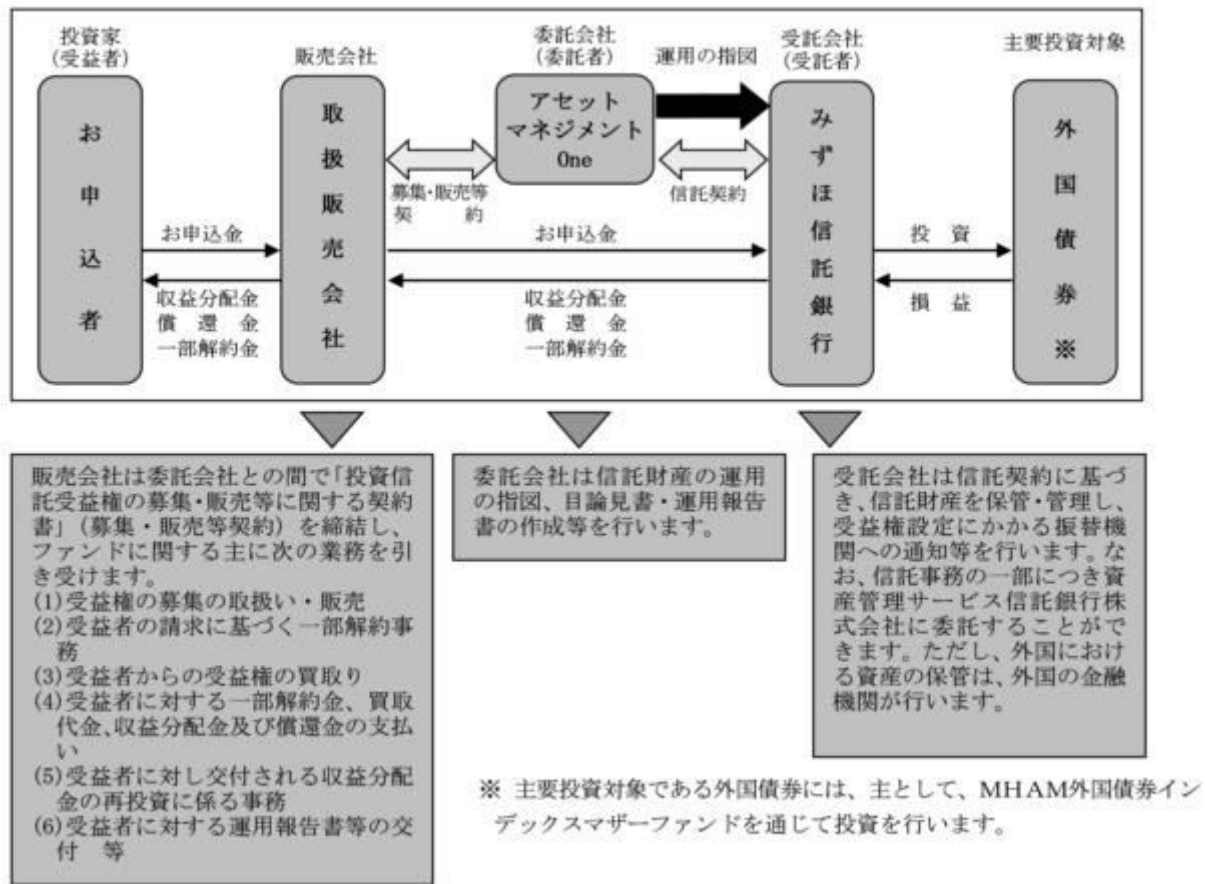 投資家
(受益者)
販売会社
委託会社
(委託者)
運用の指図
受託会社
(受託者)
主要投資対象
お申込者
取扱販売会社
アセット
マネジメント
One
みずほ信託銀行
外国債券※
募集・販売等
契 約
信託契約
お申込金
収益分配金
償 還 金
一部解約金
お申込金
収益分配金
償 還 金
一部解約金
投 資
損 益
販売会社は委託会社との間で「投資信
託受益権の募集・販売等に関する契約
書」(募集・販売等契約)を締結し、
ファンドに関する主に次の業務を引
き受けます。
(1)受益権の募集の取扱い・販売
(2)受益者の請求に基づく一部解約事
務
(3)受益者からの受益権の買取り
(4)受益者に対する一部解約金、買取
代金、収益分配金及び償還金の支払
い
(5)受益者に対し交付される収益分配
金の再投資に係る事務
(6)受益者に対する運用報告書等の交
付 等
委託会社は信託財産の運用
の指図、目論見書・運用報告
書の作成等を行います。
受託会社は信託契約に基づ
き、信託財産を保管・管理し、
受益権設定にかかる振替機
関への通知等を行います。な
お、信託事務の一部につき資
産管理サービス信託銀行株
式会社に委託することがで
きます。ただし、外国におけ
る資産の保管は、外国の金融
機関が行います。
※ 主要投資対象である外国債券には、主として、MHAM外国債券イン
デックスマザーファンドを通じて投資を行います。